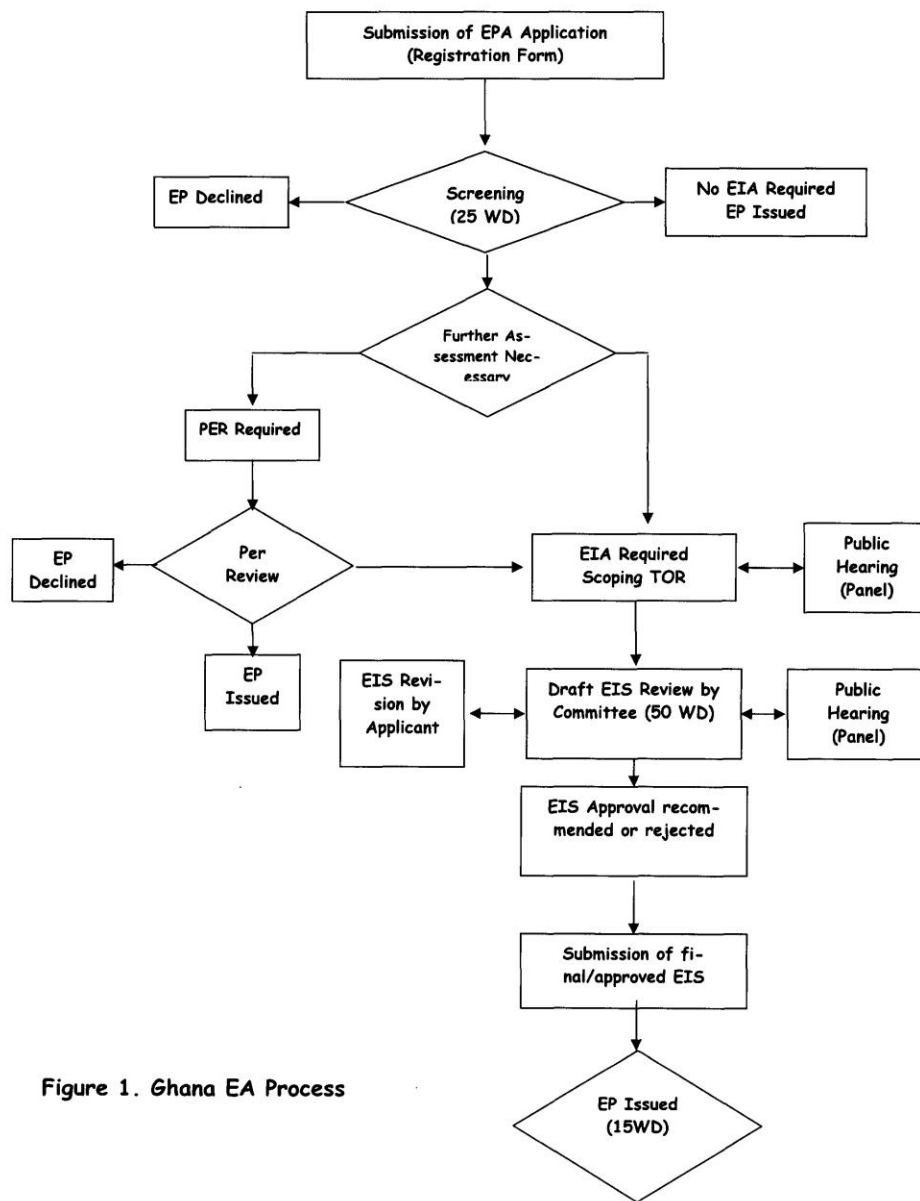 Submission of EPA Application
(Registration Form)
EP Declined
Screening
(25 WD)
No EIA Required
EP Issued
Further As-
sessment Nec-
essary
PER Required
EP
Declined
Per
Review
EIA Required
Scoping TOR
Public
Hearing
(Panel)
EP
Issued
EIS Revi-
sion by
Applicant
Draft EIS Review by
Committee (50 WD)
Public
Hearing
(Panel)
EIS Approval recom-
mended or rejected
Submission of fi-
nal/approved EIS
Figure 1. Ghana EA Process
EP Issued
(15WD)